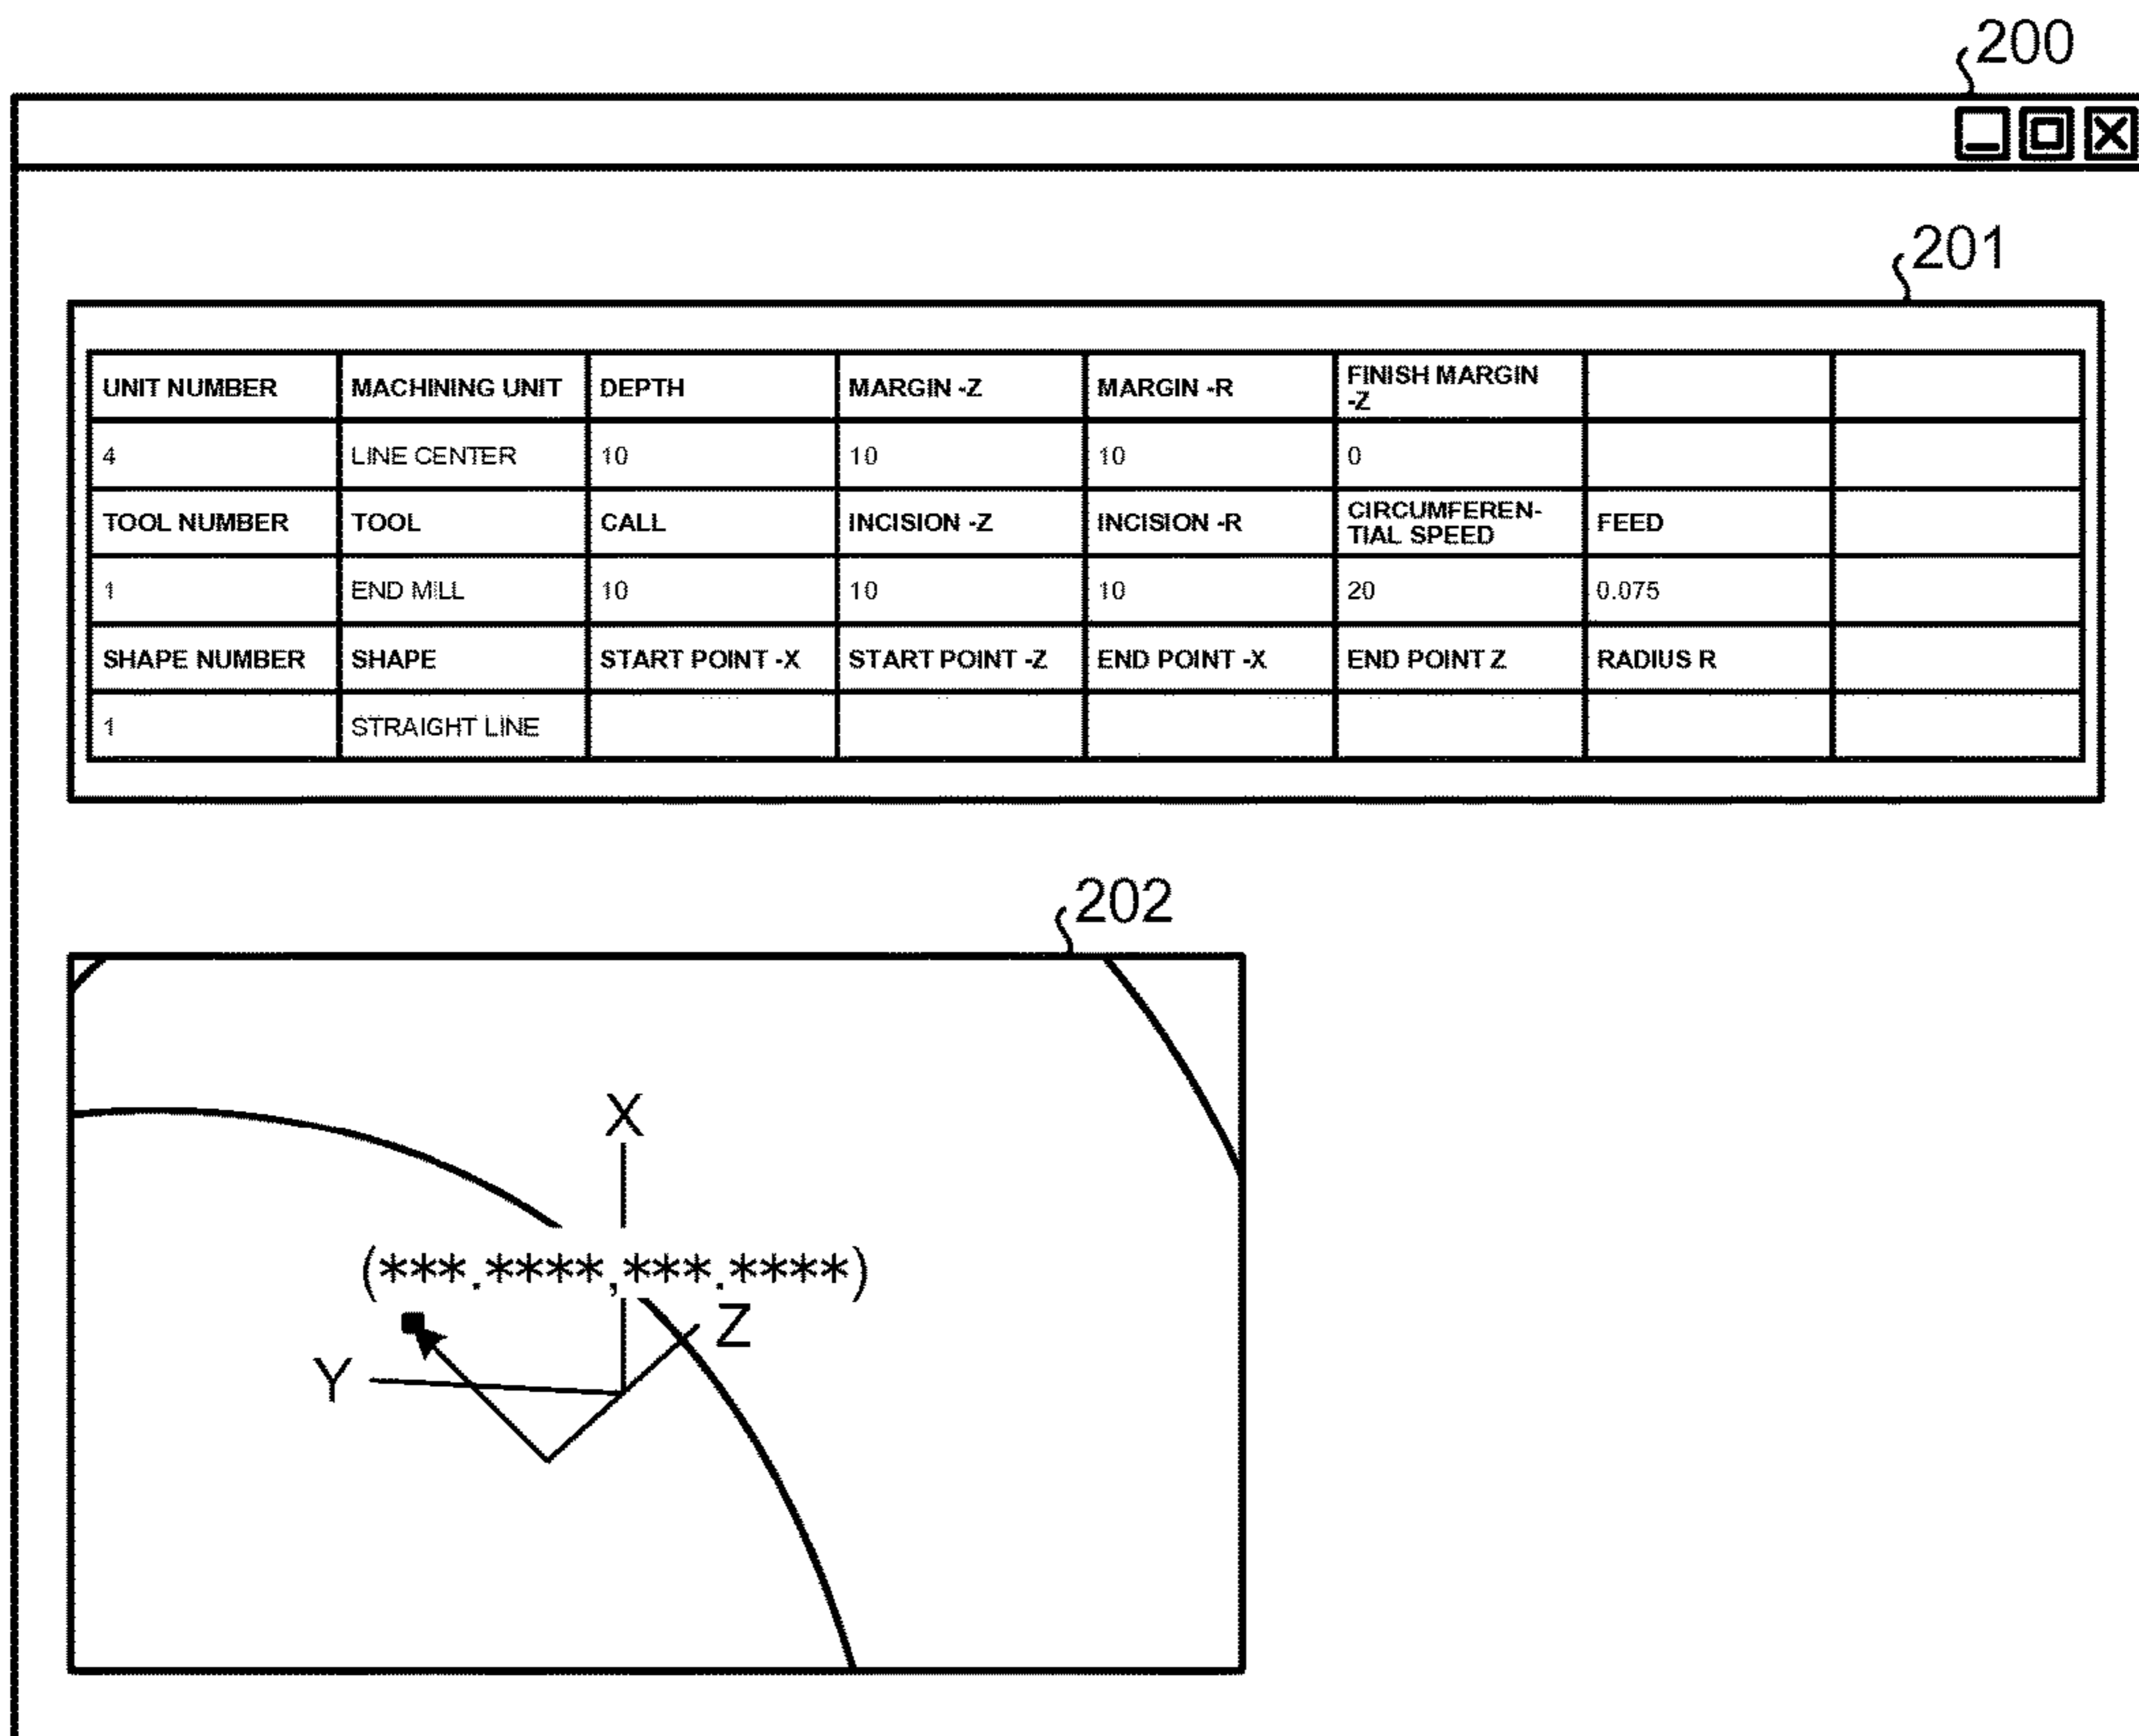 200
201
UNIT NUMBER MACHINING UNIT DEPTH MARGIN -Z MARGIN -R FINISH MARGIN -Z
4 LINE CENTER 10 10 10 0
TOOL NUMBER TOOL CALL INCISION -Z INCISION -R CIRCUMFEREN-TIAL SPEED FEED
1 END MILL 10 10 10 20 0.075
SHAPE NUMBER SHAPE START POINT -X START POINT -Z END POINT -X END POINT Z RADIUS R
1 STRAIGHT LINE
202
X
(***.****,***.****)
Z
Y